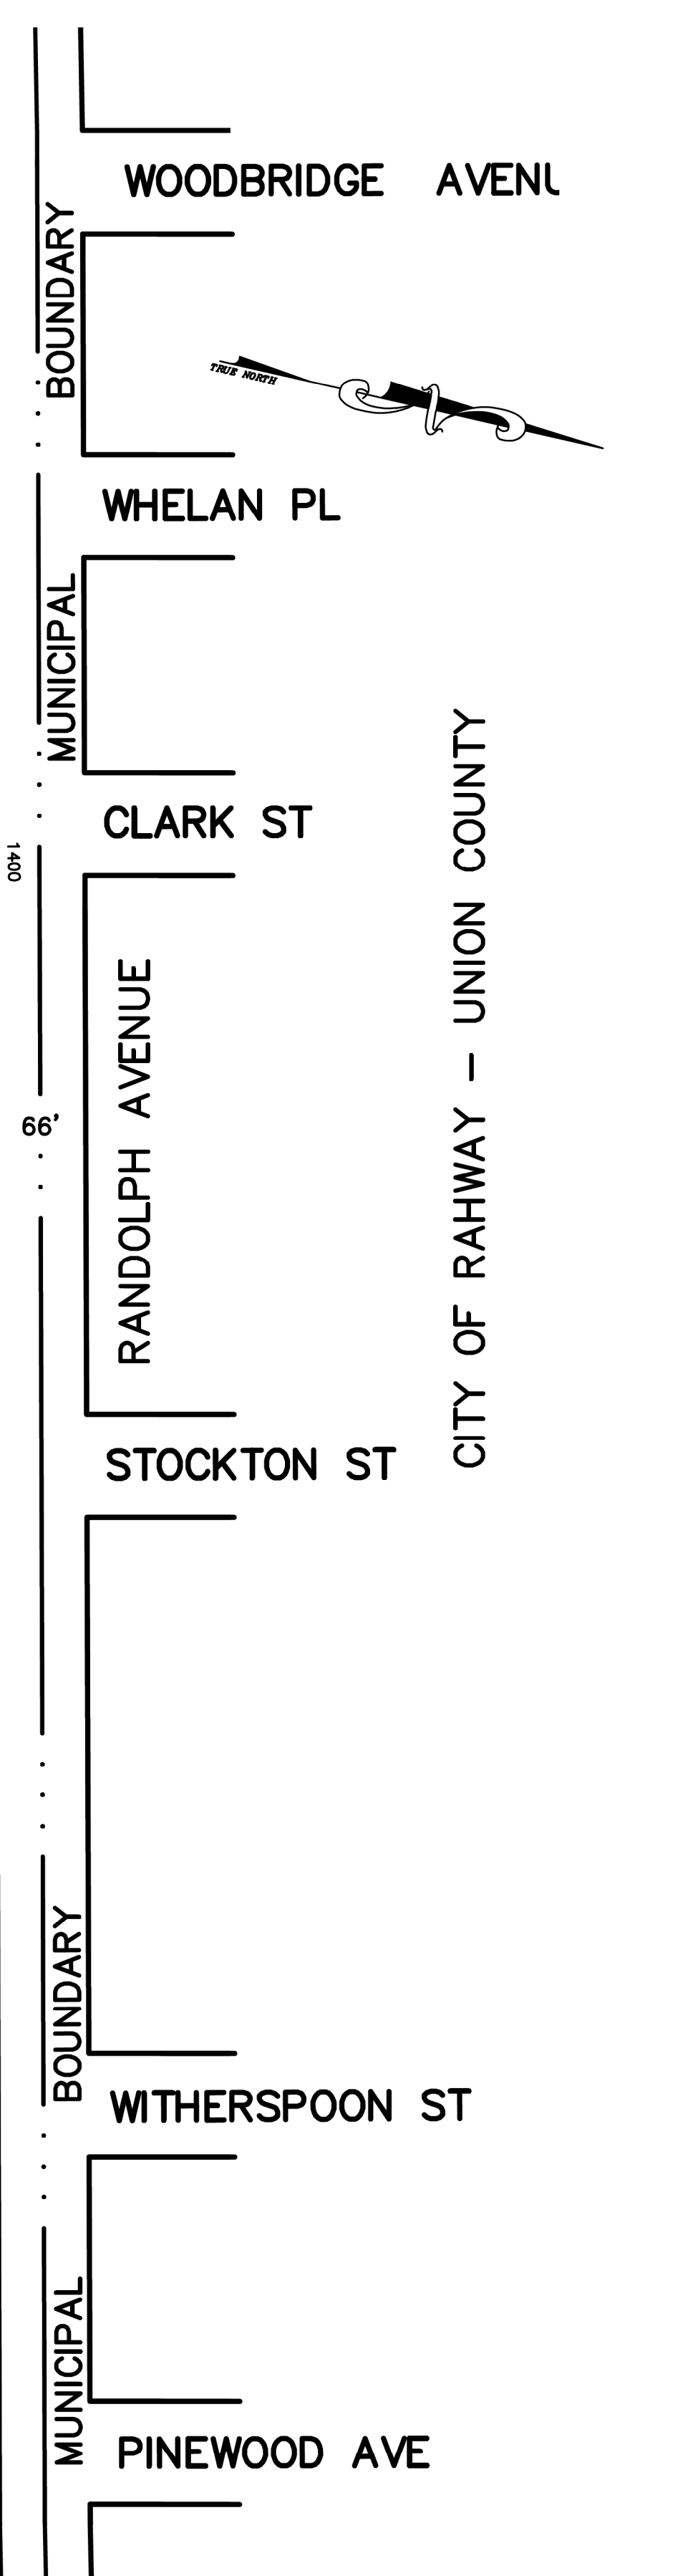 WOODBRIDGE AVENU
BOUNDARY
TRUE NORTH
N
WHELAN PL
MUNICIPAL
CLARK ST
1400
RANDOLPH AVENUE
66'
CITY OF RAHWAY - UNION COUNTY
STOCKTON ST
BOUNDARY
WITHERSPOON ST
MUNICIPAL
PINEWOOD AVE